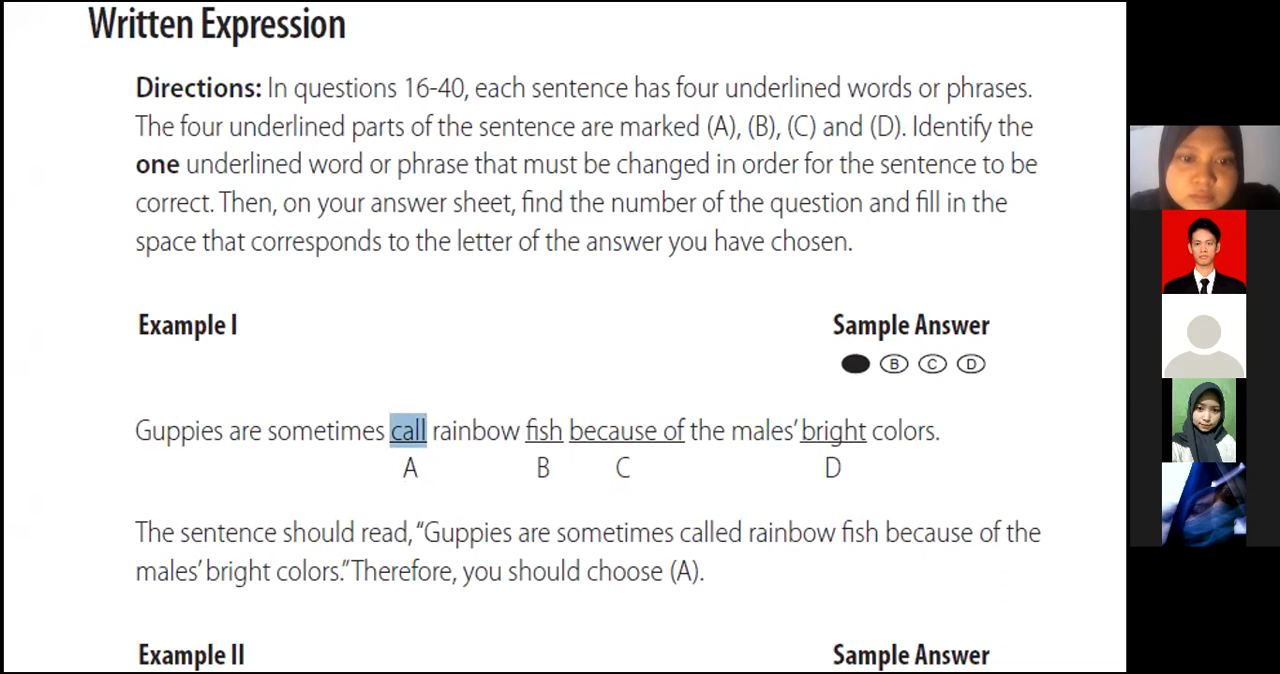 Written Expression
Directions: In questions 16-40, each sentence has four underlined words or phrases.
The four underlined parts of the sentence are marked (A), (B), (C) and (D). Identify the
one underlined word or phrase that must be changed in order for the sentence to be
correct. Then, on your answer sheet, find the number of the question and fill in the
space that corresponds to the letter of the answer you have chosen.
Example I Sample Answer
B C D
Guppies are sometimes call rainbow fish because of the males’ bright colors.
A B C D
The sentence should read, “Guppies are sometimes called rainbow fish because of the
males’ bright colors.” Therefore, you should choose (A).
Example II Sample Answer